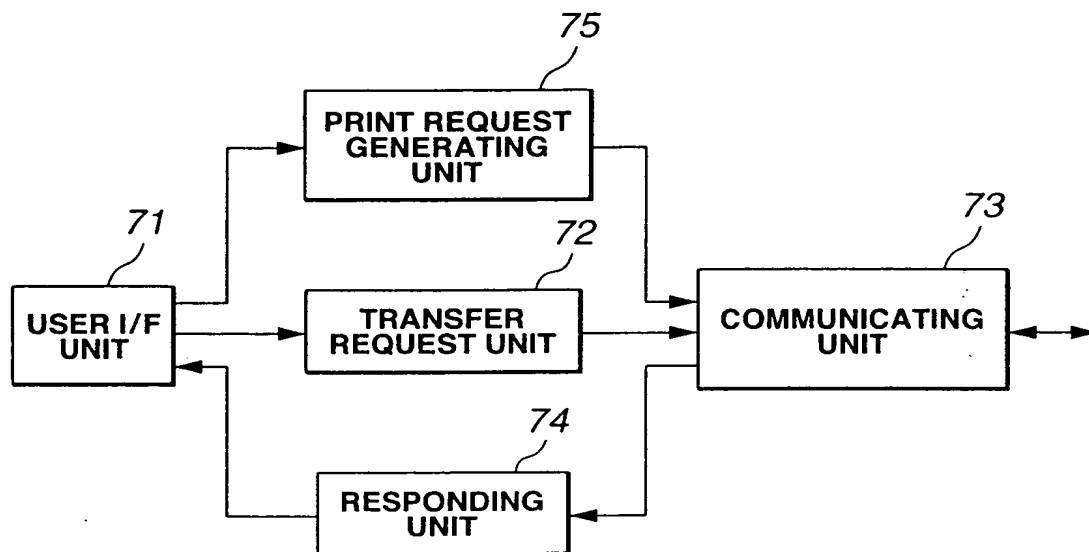 75
PRINT REQUEST
GENERATING
UNIT
71
USER I/F
UNIT
72
TRANSFER
REQUEST UNIT
73
COMMUNICATING
UNIT
74
RESPONDING
UNIT